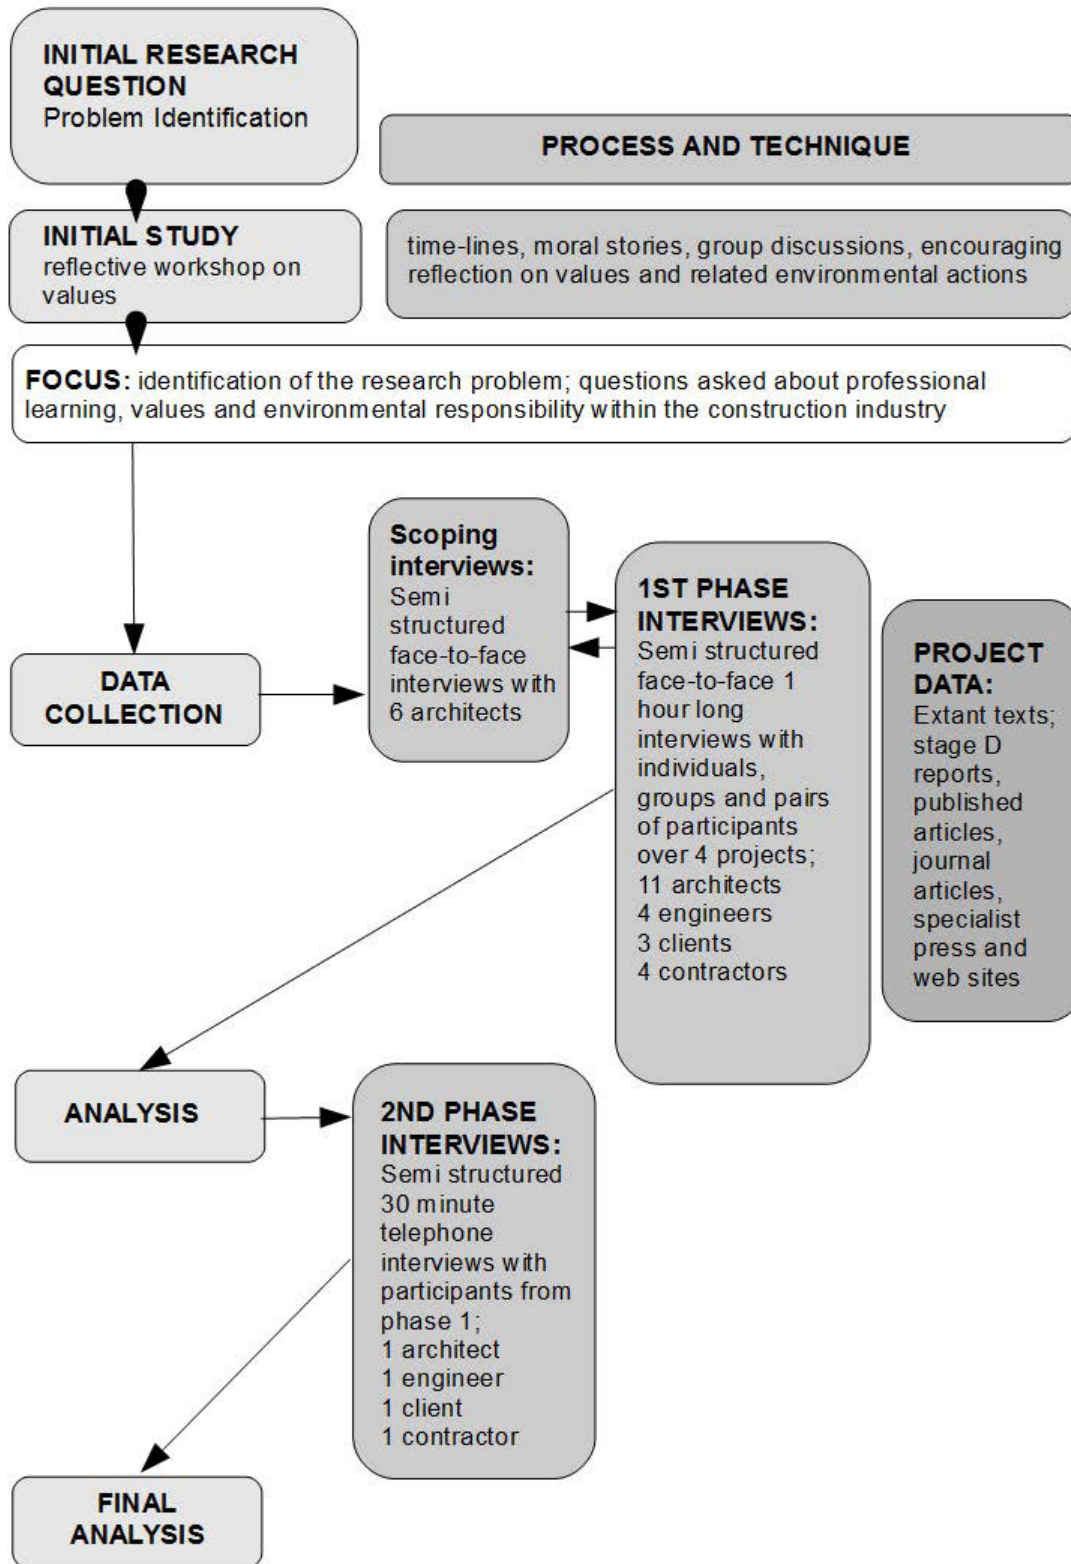 INITIAL RESEARCH
QUESTION
Problem Identification
PROCESS AND TECHNIQUE
INITIAL STUDY
reflective workshop on
values
time-lines, moral stories, group discussions, encouraging
reflection on values and related environmental actions
FOCUS: identification of the research problem; questions asked about professional
learning, values and environmental responsibility within the construction industry
DATA
COLLECTION
Scoping
interviews:
Semi
structured
face-to-face
interviews with
6 architects
1ST PHASE
INTERVIEWS:
Semi structured
face-to-face 1
hour long
interviews with
individuals,
groups and pairs
of participants
over 4 projects;
11 architects
4 engineers
3 clients
4 contractors
PROJECT
DATA:
Extant texts;
stage D
reports,
published
articles,
journal
articles,
specialist
press and
web sites
ANALYSIS
2ND PHASE
INTERVIEWS:
Semi structured
30 minute
telephone
interviews with
participants from
phase 1;
1 architect
1 engineer
1 client
1 contractor
FINAL
ANALYSIS